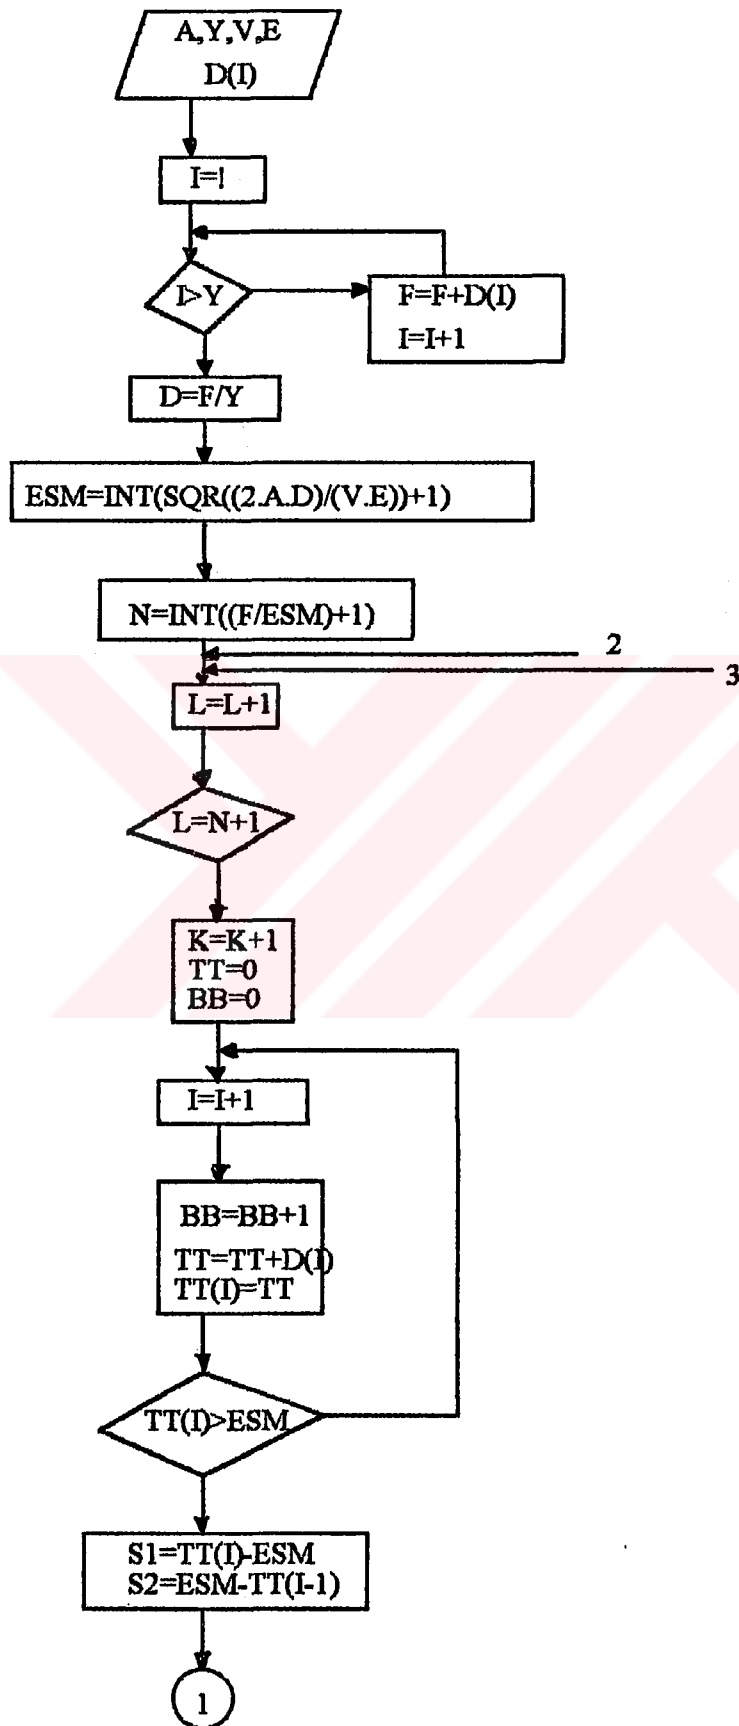 A,Y,V,E
D(I)
I=!
I>Y
F=F+D(I)
I=I+1
D=F/Y
ESM=INT(SQR((2.A.D)/(V.E))+1)
N=INT((F/ESM)+1)
2
3
L=L+1
L=N+1
K=K+1
TT=0
BB=0
I=I+1
BB=BB+1
TT=TT+D(I)
TT(I)=TT
TT(I)>ESM
S1=TT(I)-ESM
S2=ESM-TT(I-1)
1